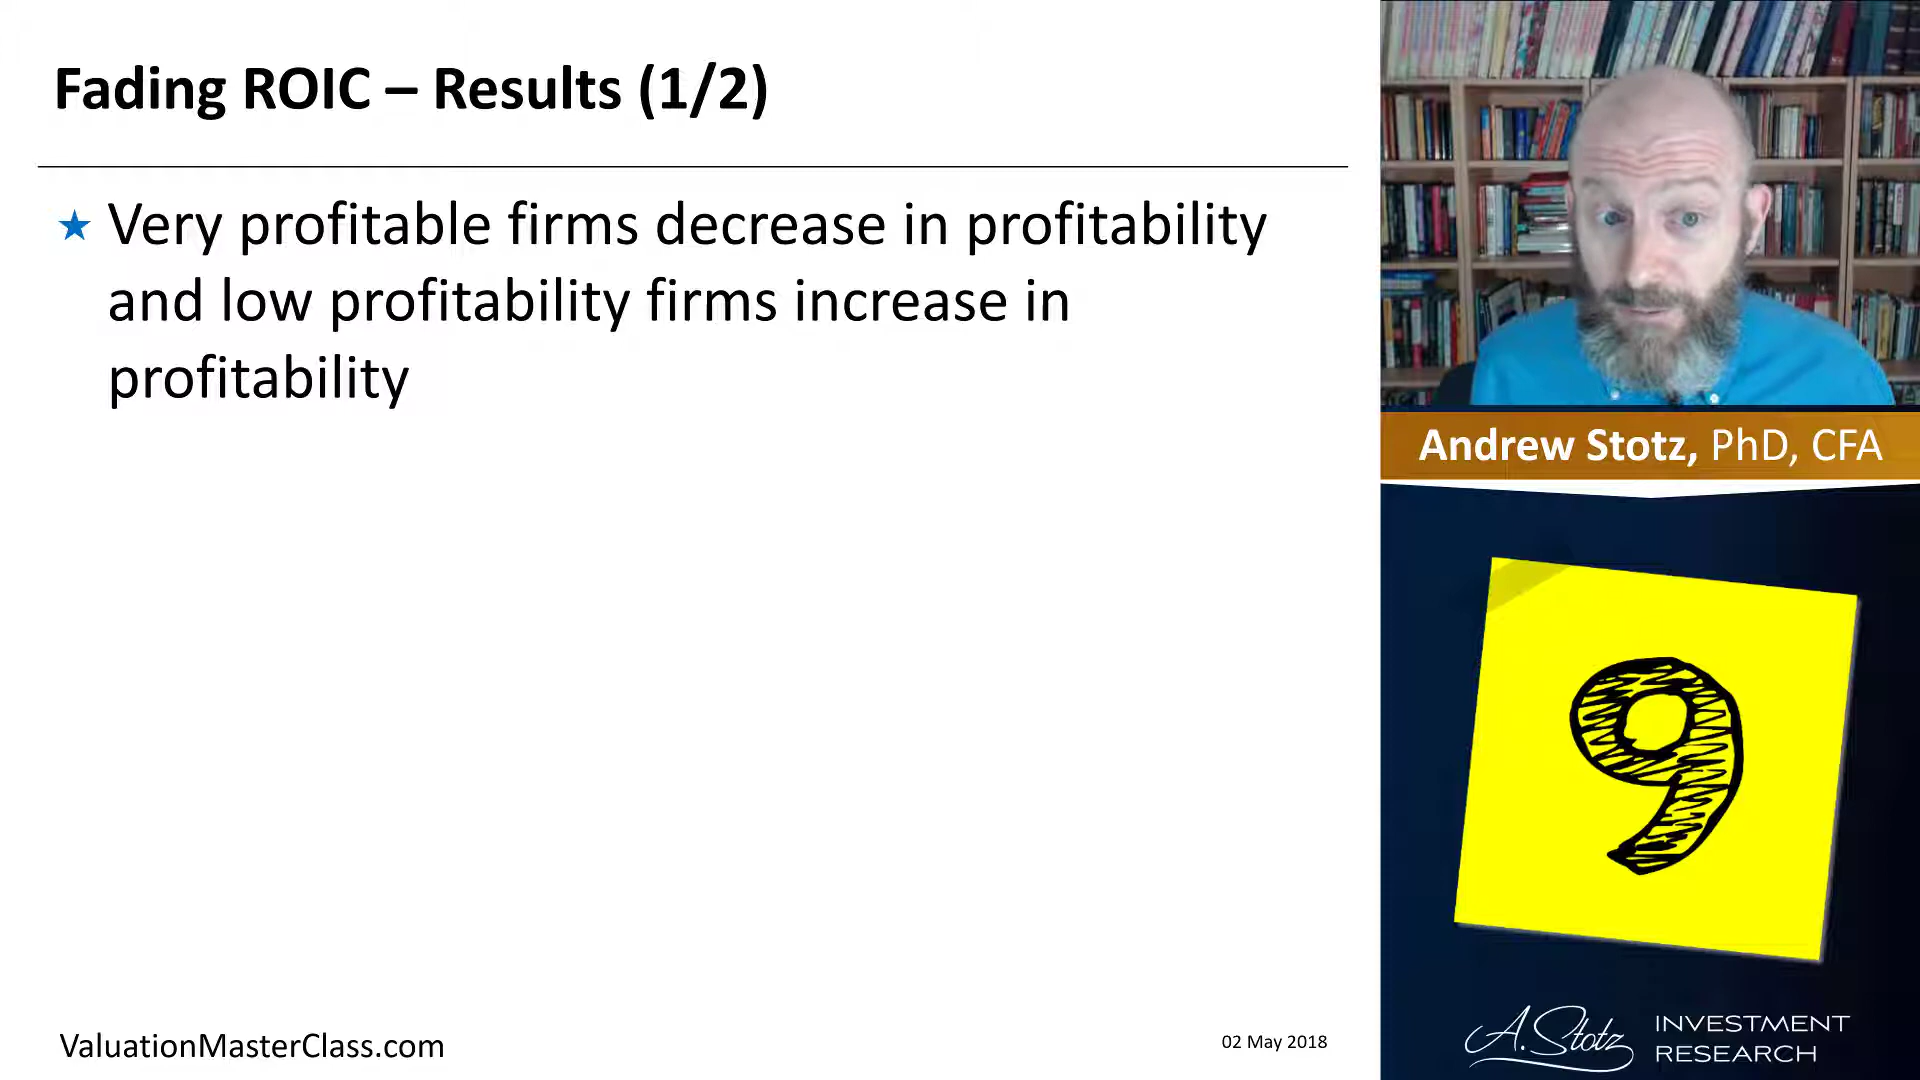 Fading ROIC – Results (1/2)
Very profitable firms decrease in profitability
and low profitability firms increase in
profitability
Andrew Stotz, PhD, CFA
9
ValuationMasterClass.com
02 May 2018
A. Stotz
INVESTMENT
RESEARCH